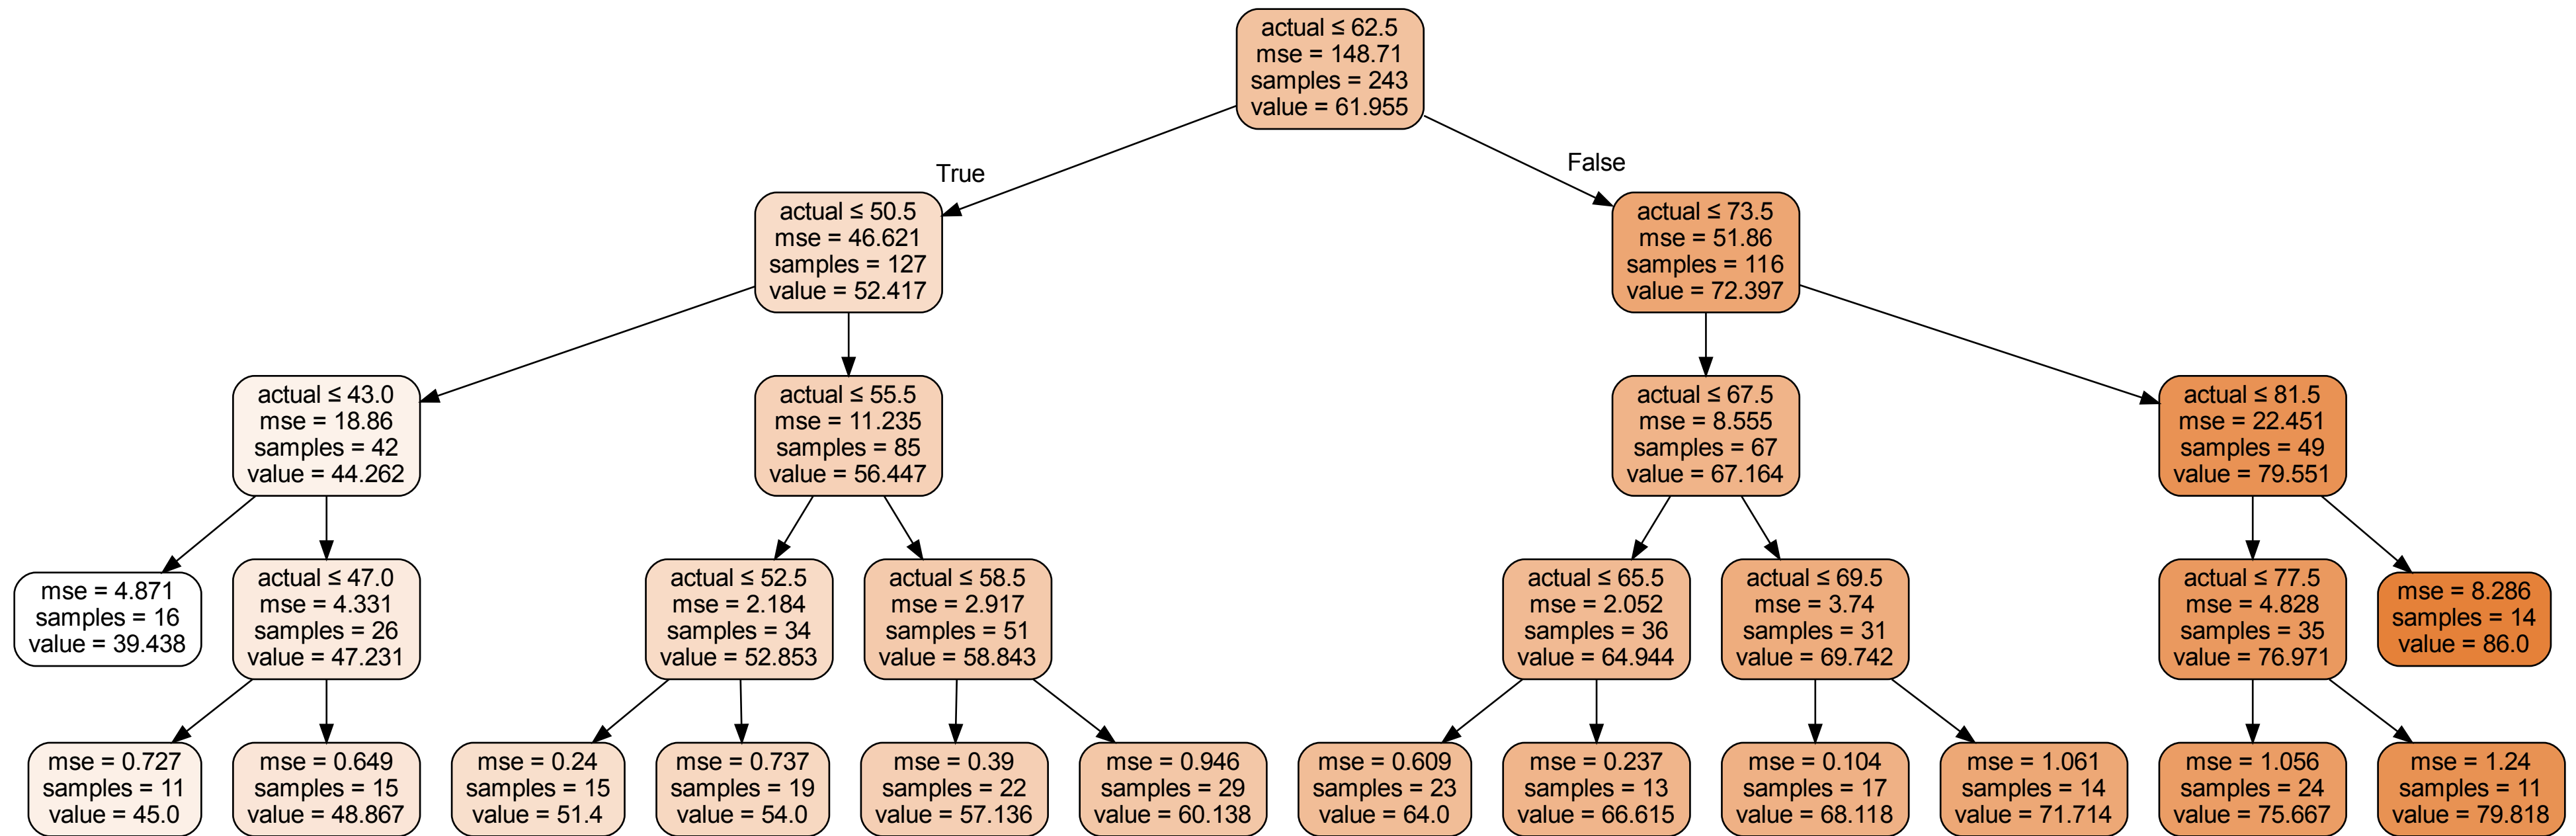 actual ≤ 62.5
mse = 148.71
samples = 243
value = 61.955
True
False
actual ≤ 50.5
mse = 46.621
samples = 127
value = 52.417
actual ≤ 73.5
mse = 51.86
samples = 116
value = 72.397
actual ≤ 43.0
mse = 18.86
samples = 42
value = 44.262
actual ≤ 55.5
mse = 11.235
samples = 85
value = 56.447
actual ≤ 67.5
mse = 8.555
samples = 67
value = 67.164
actual ≤ 81.5
mse = 22.451
samples = 49
value = 79.551
mse = 4.871
samples = 16
value = 39.438
actual ≤ 47.0
mse = 4.331
samples = 26
value = 47.231
actual ≤ 52.5
mse = 2.184
samples = 34
value = 52.853
actual ≤ 58.5
mse = 2.917
samples = 51
value = 58.843
actual ≤ 65.5
mse = 2.052
samples = 36
value = 64.944
actual ≤ 69.5
mse = 3.74
samples = 31
value = 69.742
actual ≤ 77.5
mse = 4.828
samples = 35
value = 76.971
mse = 8.286
samples = 14
value = 86.0
mse = 0.727
samples = 11
value = 45.0
mse = 0.649
samples = 15
value = 48.867
mse = 0.24
samples = 15
value = 51.4
mse = 0.737
samples = 19
value = 54.0
mse = 0.39
samples = 22
value = 57.136
mse = 0.946
samples = 29
value = 60.138
mse = 0.609
samples = 23
value = 64.0
mse = 0.237
samples = 13
value = 66.615
mse = 0.104
samples = 17
value = 68.118
mse = 1.061
samples = 14
value = 71.714
mse = 1.056
samples = 24
value = 75.667
mse = 1.24
samples = 11
value = 79.818